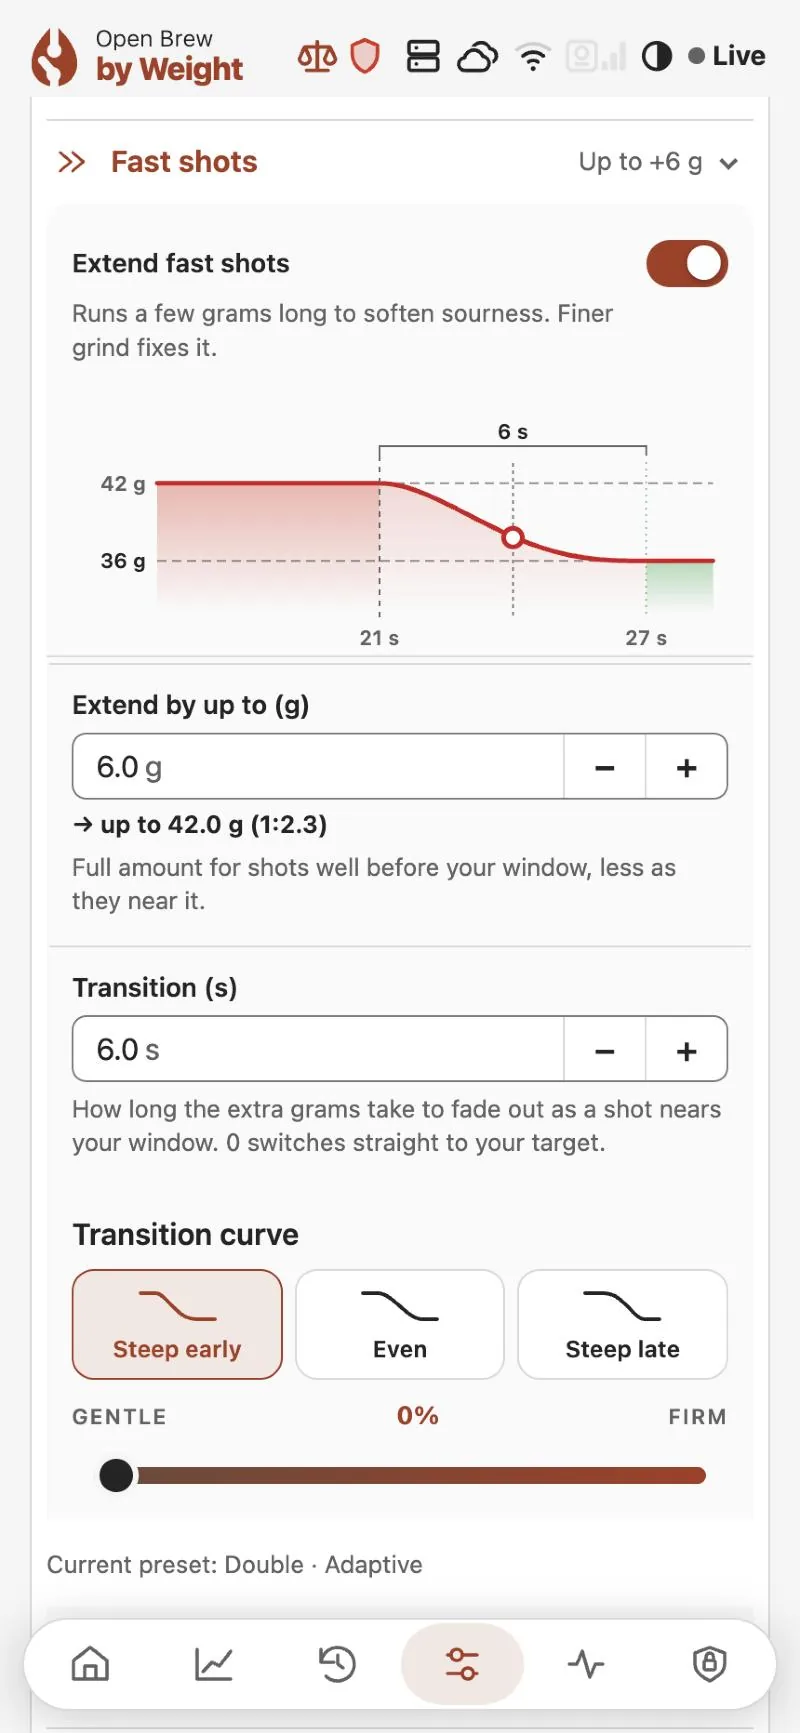 Open Brew
by Weight
Live
Fast shots
Up to +6 g
Extend fast shots
Runs a few grams long to soften sourness. Finer
grind fixes it.
6 s
42 g
36 g
21 s
27 s
Extend by up to (g)
6.0 g
− +
→ up to 42.0 g (1:2.3)
Full amount for shots well before your window, less as
they near it.
Transition (s)
6.0 s
− +
How long the extra grams take to fade out as a shot nears
your window. 0 switches straight to your target.
Transition curve
Steep early
Even
Steep late
GENTLE
0%
FIRM
Current preset: Double · Adaptive